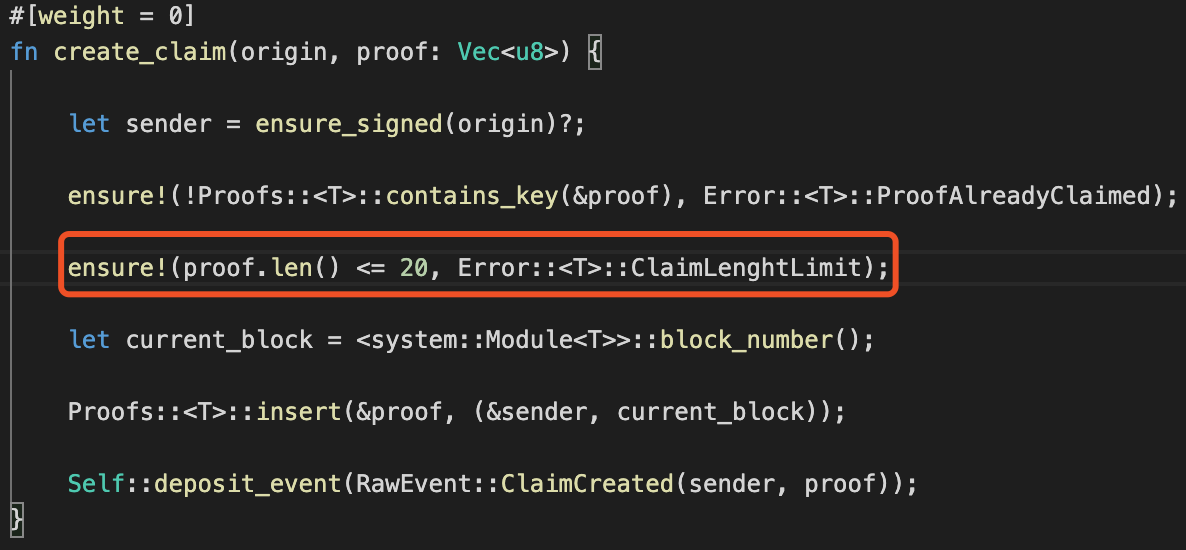 #[weight = 0]
fn create_claim(origin, proof: Vec<u8>) {
let sender = ensure_signed(origin)?;
ensure!(!Proofs::<T>::contains_key(&proof), Error::<T>::ProofAlreadyClaimed);
ensure!(proof.len() <= 20, Error::<T>::ClaimLenghtLimit);
let current_block = <system::Module<T>>::block_number();
Proofs::<T>::insert(&proof, (&sender, current_block));
Self::deposit_event(RawEvent::ClaimCreated(sender, proof));
}